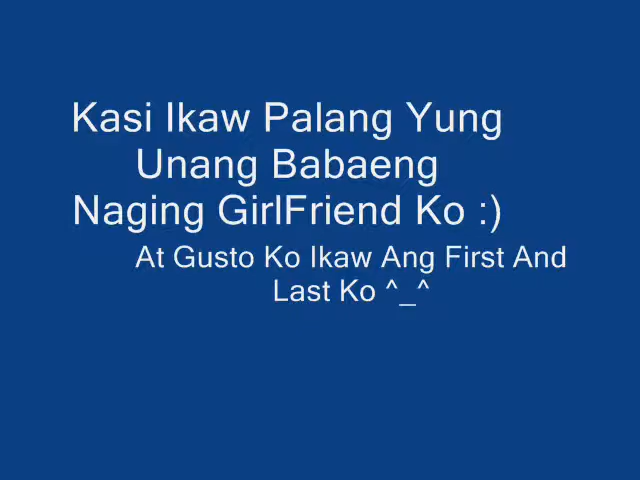 Kasi Ikaw Palang Yung
Unang Babaeng
Naging GirlFriend Ko :)
At Gusto Ko Ikaw Ang First And
Last Ko ^_^